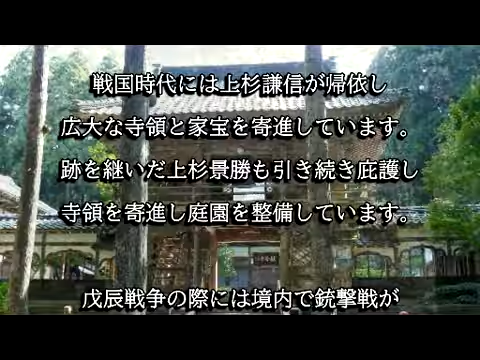 戦国時代には上杉謙信が帰依し
広大な寺領と家宝を寄進しています。
跡を継いだ上杉景勝も引き続き庇護し
寺領を寄進し庭園を整備しています。
戊辰戦争の際には境内で銃撃戦が